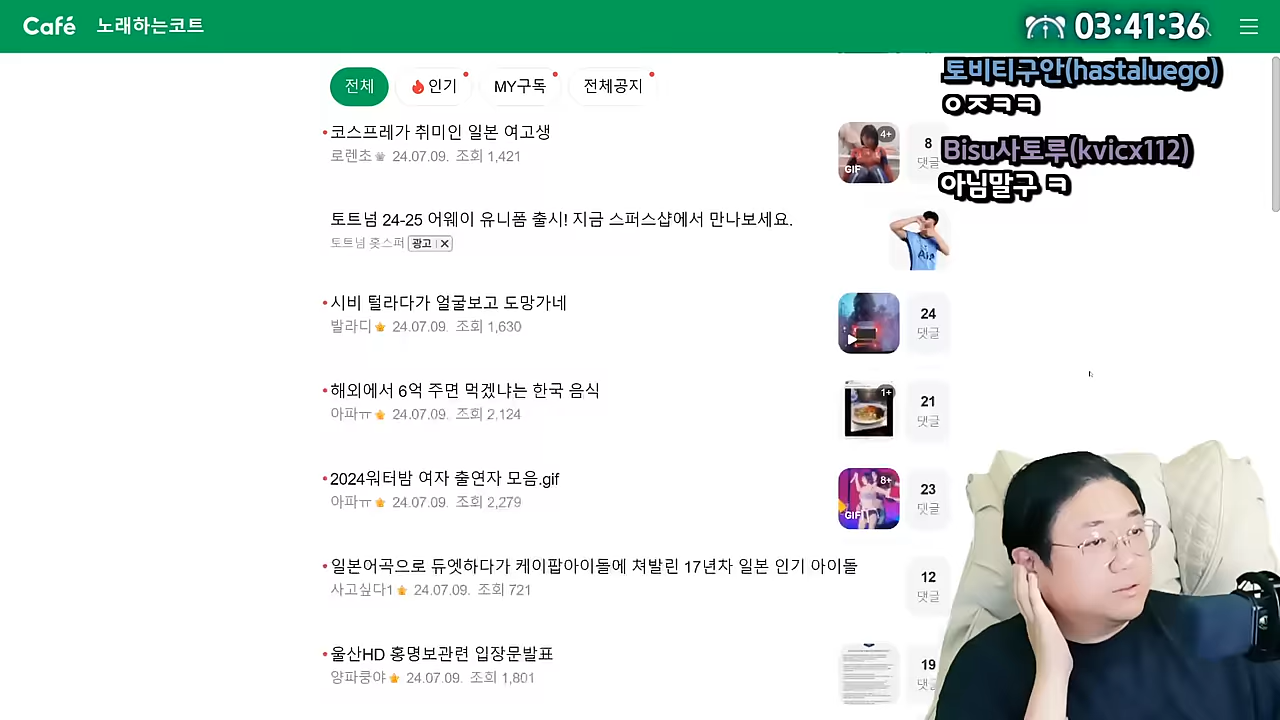 Café 노래하는코트
03:41:36
전체
인기
MY구독
전체공지
토비티구안(hastaluego)
ㅇㅈㅋㅋ
Bisu사토루(kvicx112)
아님말구 ㅋ
코스프레가 취미인 일본 여고생
로렌초 24.07.09. 조회 1,421
4+
GIF
8
댓글
토트넘 24-25 어웨이 유니폼 출시! 지금 스퍼스샵에서 만나보세요.
토트넘 홋스퍼 광고 X
AIA
시비 털라다가 얼굴보고 도망가네
발라디 24.07.09. 조회 1,630
24
댓글
해외에서 6억 주면 먹겠냐는 한국 음식
아파ㅠ 24.07.09. 조회 2,124
1+
21
댓글
2024워터밤 여자 출연자 모음.gif
아파ㅠ 24.07.09. 조회 2,279
8+
GIF
23
댓글
일본어곡으로 듀엣하다가 케이팝아이돌에 쳐발린 17년차 일본 인기 아이돌
사고싶다1 24.07.09. 조회 721
12
댓글
울산HD 홍명보관련 입장문발표
양파쿵야 24.07.09. 조회 1,801
19
댓글